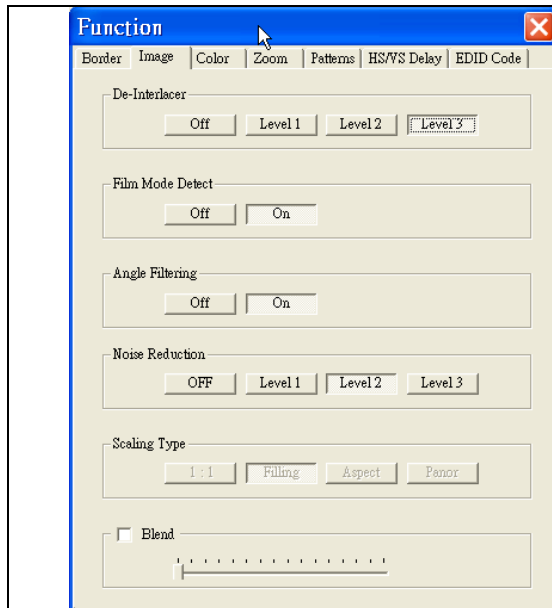 Function
Border Image Color Zoom Patterns HS/VS Delay EDID Code
De-Interlacer
Off Level 1 Level 2 Level 3
Film Mode Detect
Off On
Angle Filtering
Off On
Noise Reduction
OFF Level 1 Level 2 Level 3
Scaling Type
1 : 1 Filling Aspect Panor
Blend